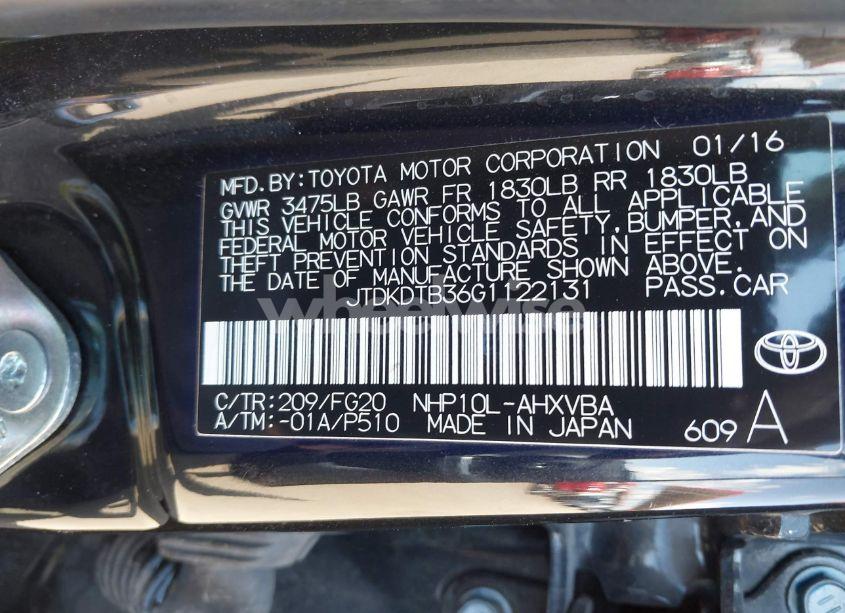 MFD.BY:TOYOTA MOTOR CORPORATION 01/16
GVWR 3475LB GAWR FR 1830LB RR 1830LB
THIS VEHICLE CONFORMS TO ALL APPLICABLE
FEDERAL MOTOR VEHICLE SAFETY,BUMPER,AND
THEFT PREVENTION STANDARDS IN EFFECT ON
THE DATE OF MANUFACTURE SHOWN ABOVE.
JTDKDTB36G1122131 PASS.CAR
wheelwise
C/TR:209/FG20 NHP10L-AHXVBA
A/TM:-01A/P510 MADE IN JAPAN 609 A